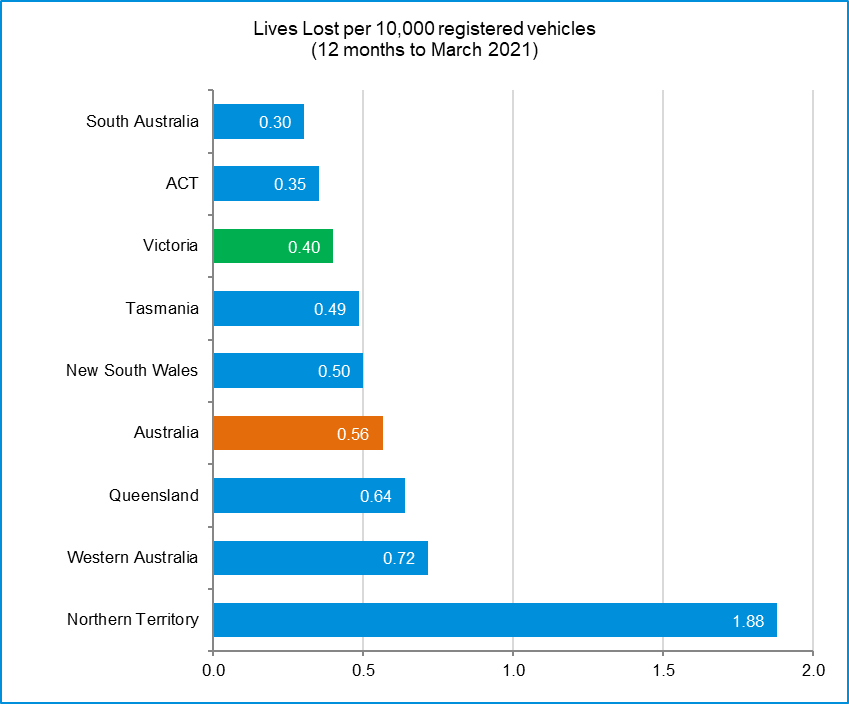 Lives Lost per 10,000 registered vehicles
(12 months to March 2021)
South Australia 0.30
ACT 0.35
Victoria 0.40
Tasmania 0.49
New South Wales 0.50
Australia 0.56
Queensland 0.64
Western Australia 0.72
Northern Territory 1.88
0.0 0.5 1.0 1.5 2.0